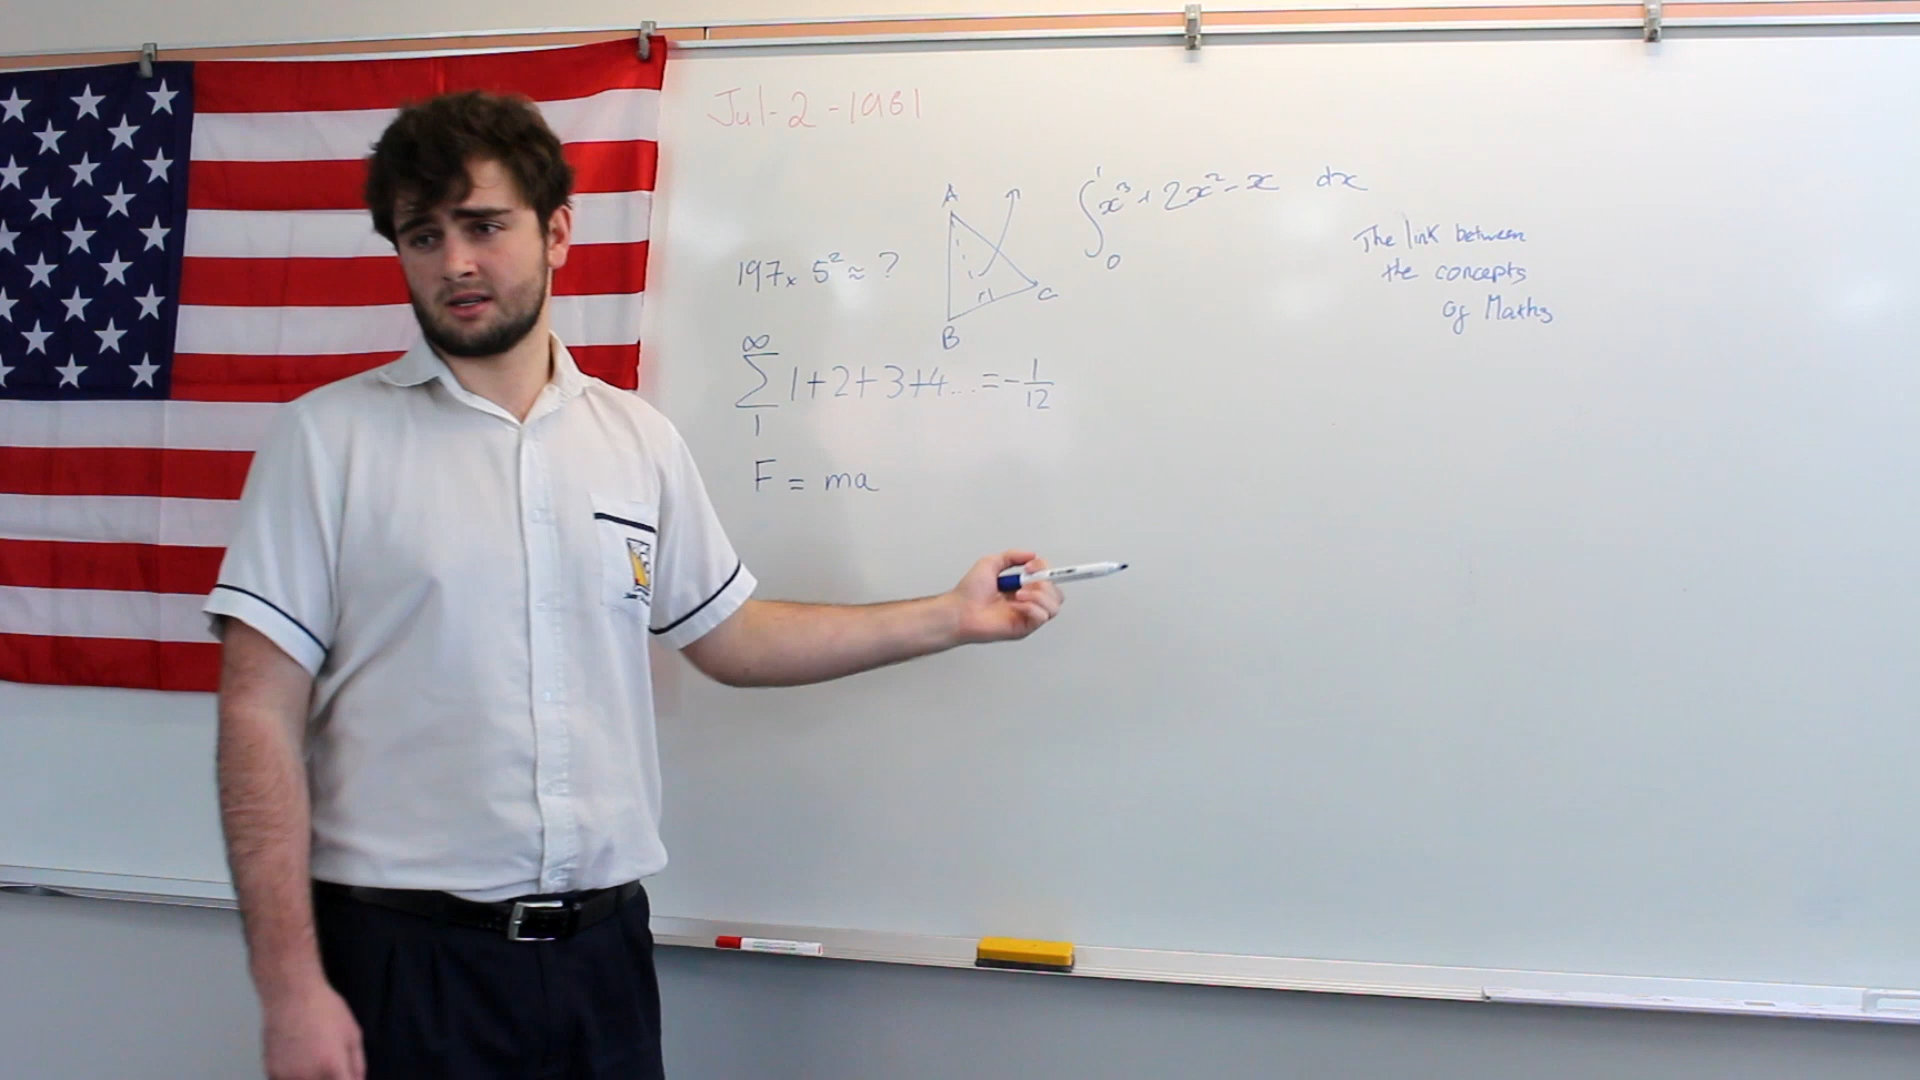 Jul-2-1961
A
B
C
197 x 5² ≈ ?
∫₀¹ x³ + 2x² - x dx
The link between
the concepts
of Maths
∞
∑ 1+2+3+4... = -1/12
1
F = ma